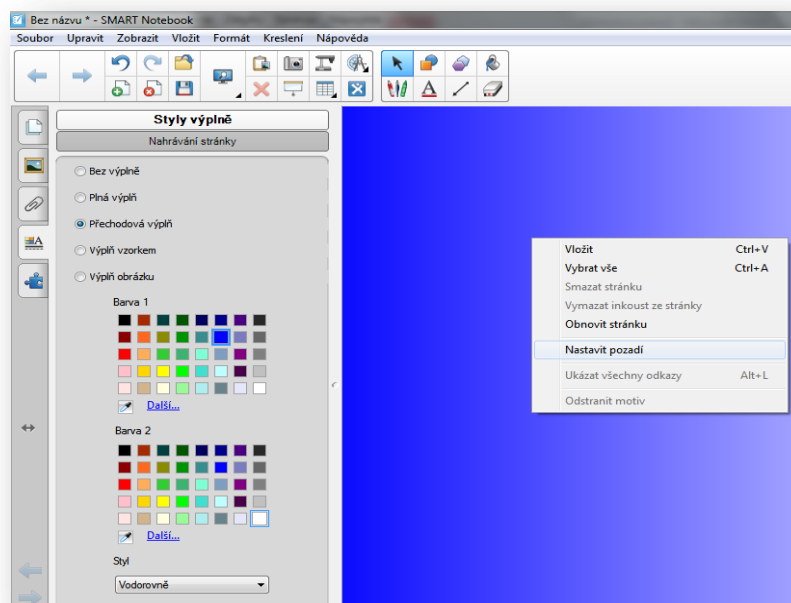 Bez názvu * - SMART Notebook
Soubor Upravit Zobrazit Vložit Formát Kreslení Nápověda
Styly výplně
Nahrávání stránky
Bez výplně
Plná výplň
Přechodová výplň
Výplň vzorkem
Výplň obrázku
Barva 1
Další...
Barva 2
Další...
Styl
Vodorovně
Vložit Ctrl+V
Vybrat vše Ctrl+A
Smazat stránku
Vymazat inkoust ze stránky
Obnovit stránku
Nastavit pozadí
Ukázat všechny odkazy Alt+L
Odstranit motiv